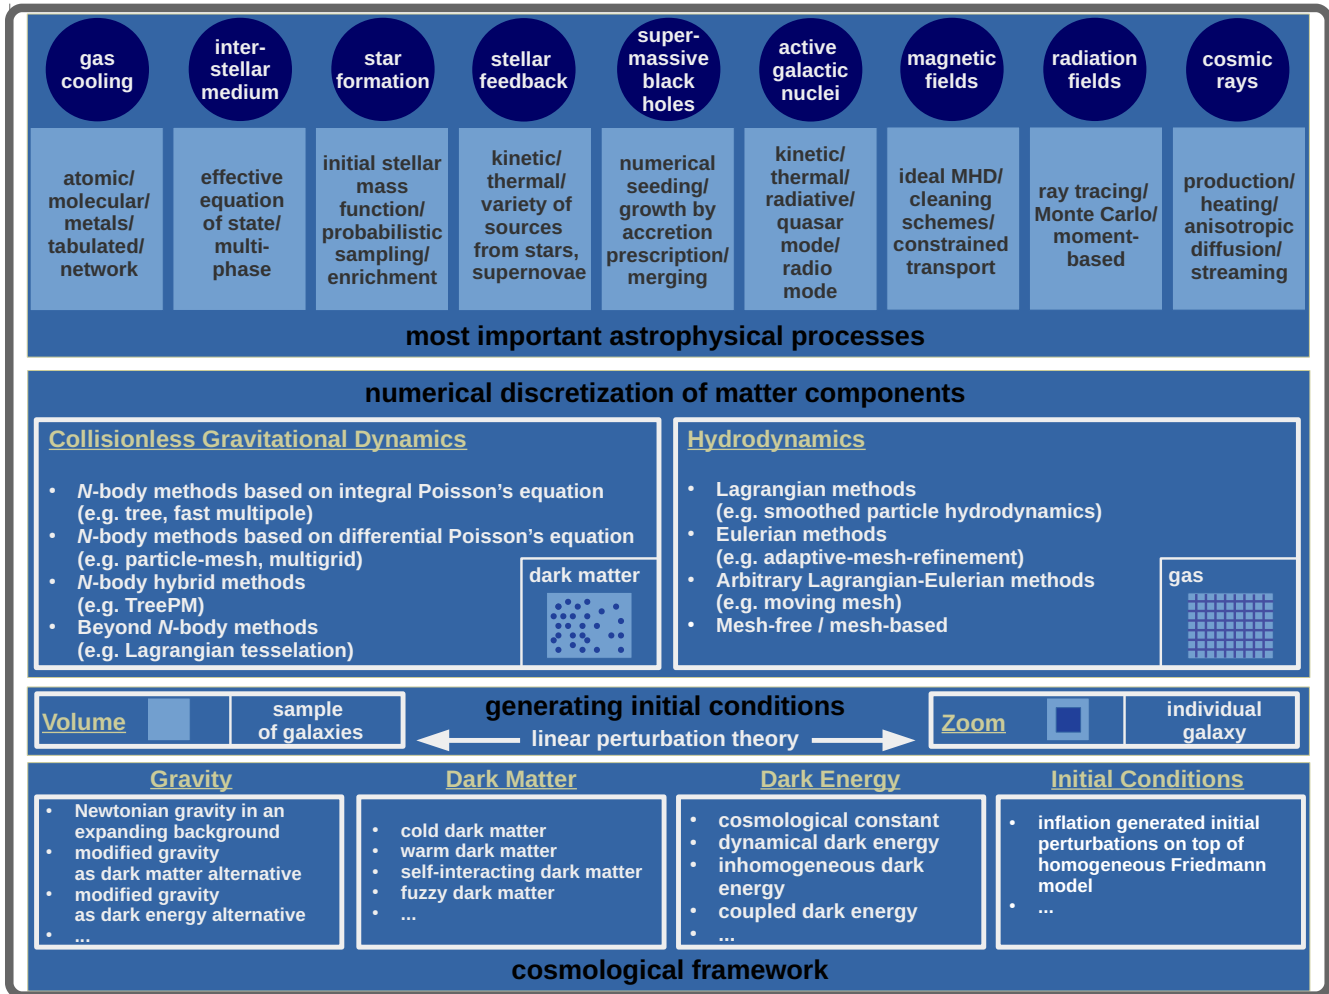 gas
cooling
inter-
stellar
medium
star
formation
stellar
feedback
super-
massive
black
holes
active
galactic
nuclei
magnetic
fields
radiation
fields
cosmic
rays
atomic/
molecular/
metals/
tabulated/
network
effective
equation
of state/
multi-
phase
initial stellar
mass
function/
probabilistic
sampling/
enrichment
kinetic/
thermal/
variety of
sources
from stars,
supernovae
numerical
seeding/
growth by
accretion
prescription/
merging
kinetic/
thermal/
radiative/
quasar
mode/
radio
mode
ideal MHD/
cleaning
schemes/
constrained
transport
ray tracing/
Monte Carlo/
moment-
based
production/
heating/
anisotropic
diffusion/
streaming
most important astrophysical processes
numerical discretization of matter components
Collisionless Gravitational Dynamics
• N-body methods based on integral Poisson's equation
(e.g. tree, fast multipole)
• N-body methods based on differential Poisson's equation
(e.g. particle-mesh, multigrid)
• N-body hybrid methods
(e.g. TreePM)
• Beyond N-body methods
(e.g. Lagrangian tesselation)
dark matter
Hydrodynamics
• Lagrangian methods
(e.g. smoothed particle hydrodynamics)
• Eulerian methods
(e.g. adaptive-mesh-refinement)
• Arbitrary Lagrangian-Eulerian methods
(e.g. moving mesh)
• Mesh-free / mesh-based
gas
Volume
sample
of galaxies
generating initial conditions
linear perturbation theory
Zoom
individual
galaxy
Gravity
• Newtonian gravity in an
expanding background
• modified gravity
as dark matter alternative
• modified gravity
as dark energy alternative
• ...
Dark Matter
• cold dark matter
• warm dark matter
• self-interacting dark matter
• fuzzy dark matter
• ...
Dark Energy
• cosmological constant
• dynamical dark energy
• inhomogeneous dark
energy
• coupled dark energy
• ...
Initial Conditions
• inflation generated initial
perturbations on top of
homogeneous Friedmann
model
• ...
cosmological framework